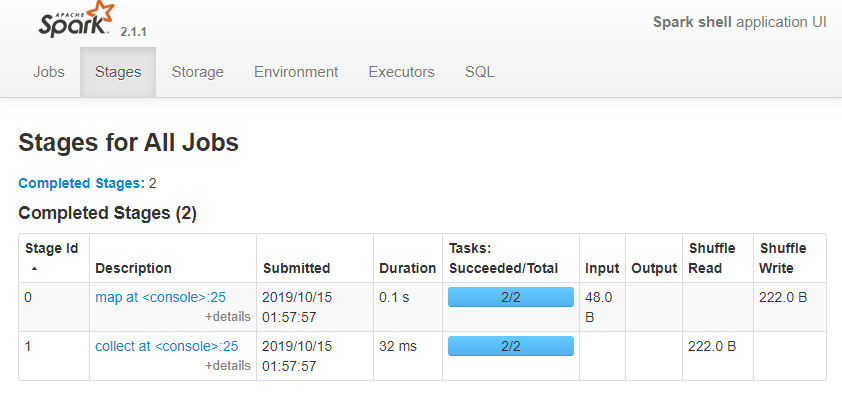 APACHE
Spark 2.1.1
Spark shell application UI
Jobs Stages Storage Environment Executors SQL
Stages for All Jobs
Completed Stages: 2
Completed Stages (2)
Stage Id Description Submitted Duration Tasks: Succeeded/Total Input Output Shuffle Read Shuffle Write
0 map at <console>:25 +details 2019/10/15 01:57:57 0.1 s 2/2 48.0 B 222.0 B
1 collect at <console>:25 +details 2019/10/15 01:57:57 32 ms 2/2 222.0 B